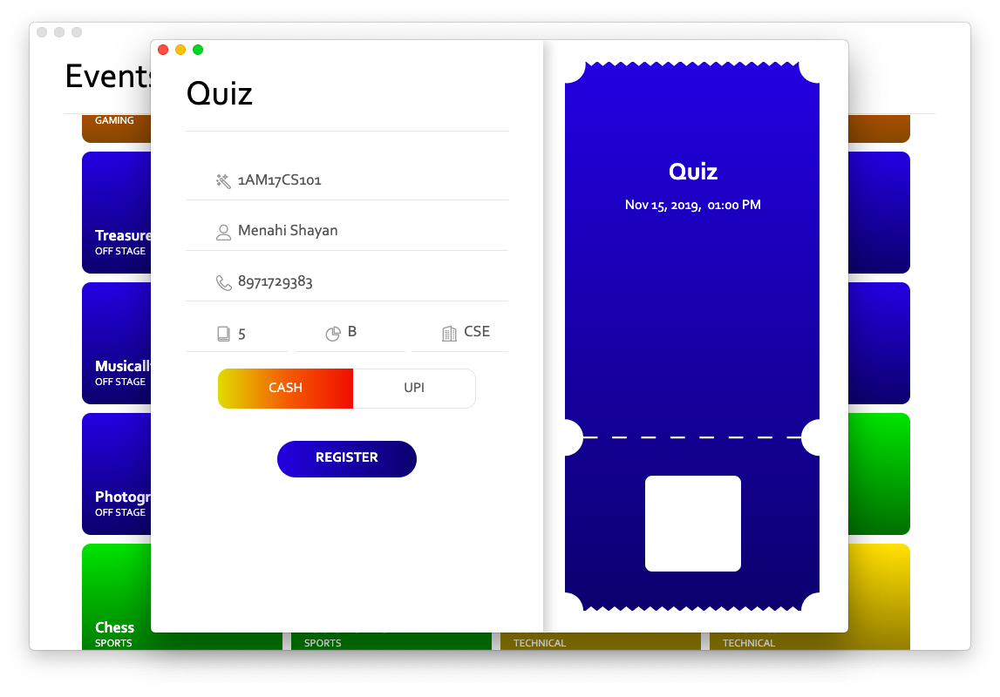 Events
GAMING
Treasure
OFF STAGE
Musicall
OFF STAGE
Photogr
OFF STAGE
Chess
SPORTS
SPORTS
TECHNICAL
TECHNICAL
Quiz
1AM17CS101
Menahi Shayan
8971729383
5 B CSE
CASH UPI
REGISTER
Quiz
Nov 15, 2019, 01:00 PM